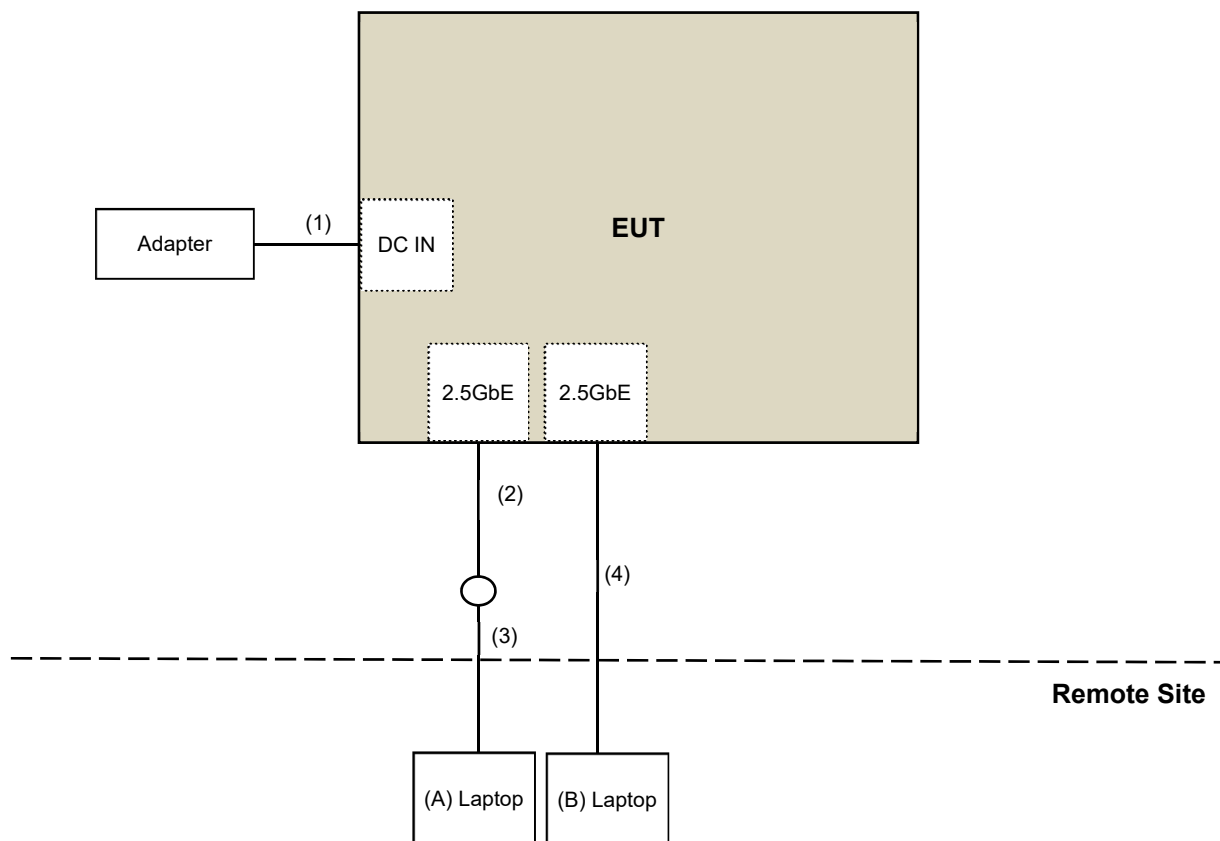 (1)
EUT
Adapter
DC IN
2.5GbE
2.5GbE
(2)
(4)
(3)
Remote Site
(A) Laptop
(B) Laptop